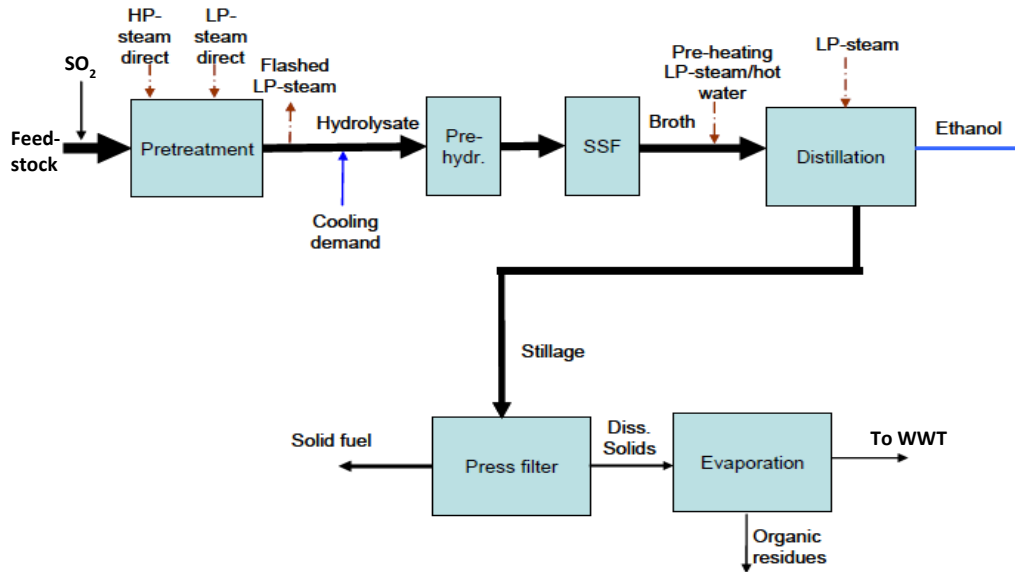 HP-
steam
direct
LP-
steam
direct
SO2
Flashed
LP-steam
Pre-heating
LP-steam/hot
water
LP-steam
Feed-
stock
Pretreatment
Hydrolysate
Pre-
hydr.
SSF
Broth
Distillation
Ethanol
Cooling
demand
Stillage
Solid fuel
Press filter
Diss.
Solids
Evaporation
To WWT
Organic
residues